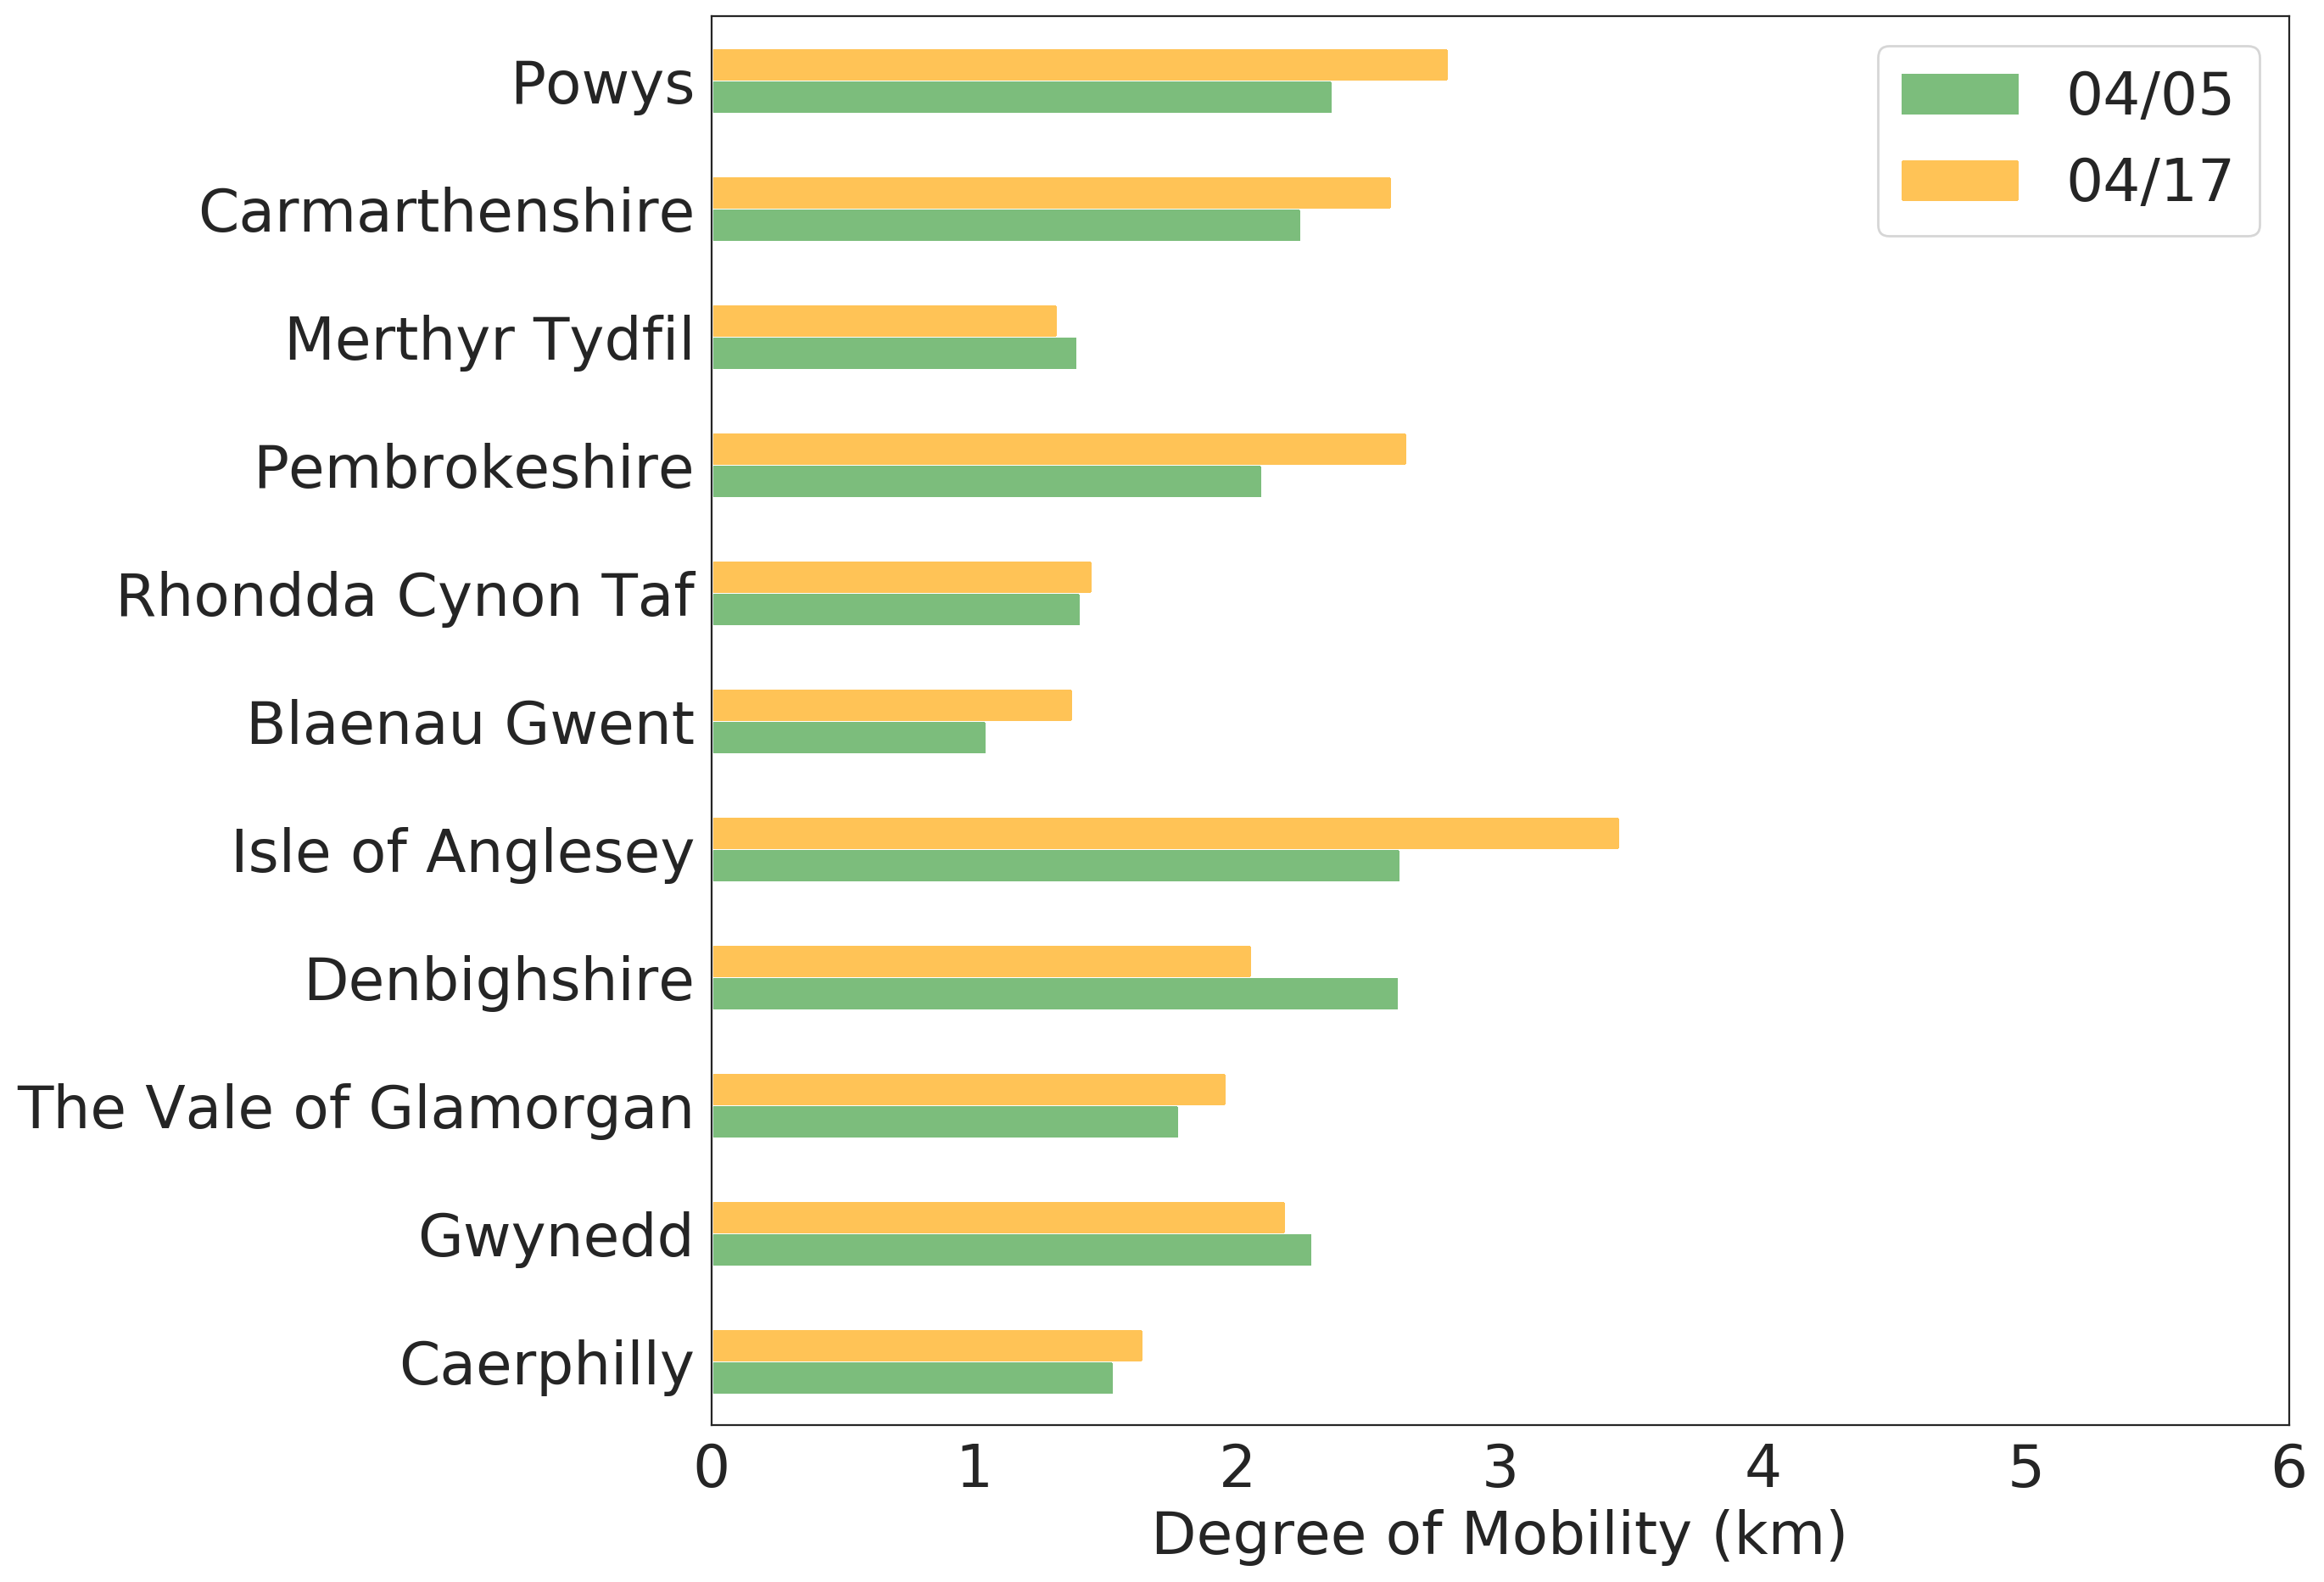 Powys
Carmarthenshire
Merthyr Tydfil
Pembrokeshire
Rhondda Cynon Taf
Blaenau Gwent
Isle of Anglesey
Denbighshire
The Vale of Glamorgan
Gwynedd
Caerphilly
04/05
04/17
0 1 2 3 4 5 6
Degree of Mobility (km)